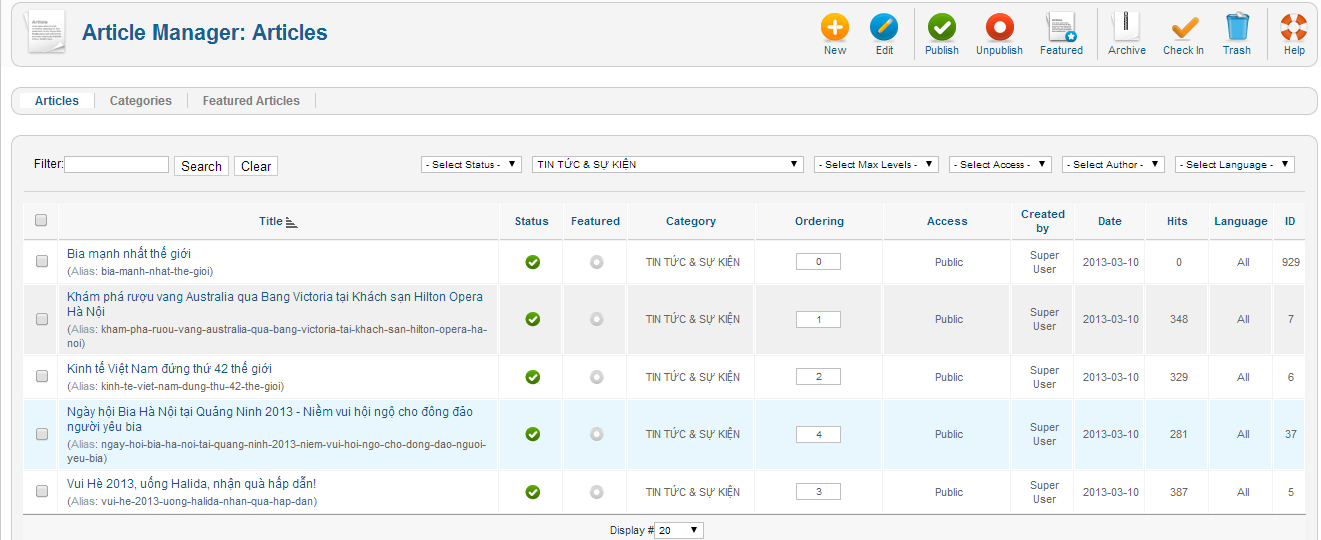 Article Manager: Articles
New Edit Publish Unpublish Featured Archive Check In Trash Help
Articles Categories Featured Articles
Filter: Search Clear - Select Status - TIN TỨC & SỰ KIỆN - Select Max Levels - - Select Access - - Select Author - - Select Language -
Title Status Featured Category Ordering Access Created by Date Hits Language ID
Bia mạnh nhất thế giới
(Alias: bia-manh-nhat-the-gioi)
TIN TỨC & SỰ KIỆN 0 Public Super User 2013-03-10 0 All 929
Khám phá rượu vang Australia qua Bang Victoria tại Khách sạn Hilton Opera
Hà Nội
(Alias: kham-pha-ruou-vang-australia-qua-bang-victoria-tai-khach-san-hilton-opera-ha-
noi)
TIN TỨC & SỰ KIỆN 1 Public Super User 2013-03-10 348 All 7
Kinh tế Việt Nam đứng thứ 42 thế giới
(Alias: kinh-te-viet-nam-dung-thu-42-the-gioi)
TIN TỨC & SỰ KIỆN 2 Public Super User 2013-03-10 329 All 6
Ngày hội Bia Hà Nội tại Quảng Ninh 2013 - Niềm vui hội ngộ cho đông đảo
người yêu bia
(Alias: ngay-hoi-bia-ha-noi-tai-quang-ninh-2013-niem-vui-hoi-ngo-cho-dong-dao-nguoi-
yeu-bia)
TIN TỨC & SỰ KIỆN 4 Public Super User 2013-03-10 281 All 37
Vui Hè 2013, uống Halida, nhận quà hấp dẫn!
(Alias: vui-he-2013-uong-halida-nhan-qua-hap-dan)
TIN TỨC & SỰ KIỆN 3 Public Super User 2013-03-10 387 All 5
Display # 20